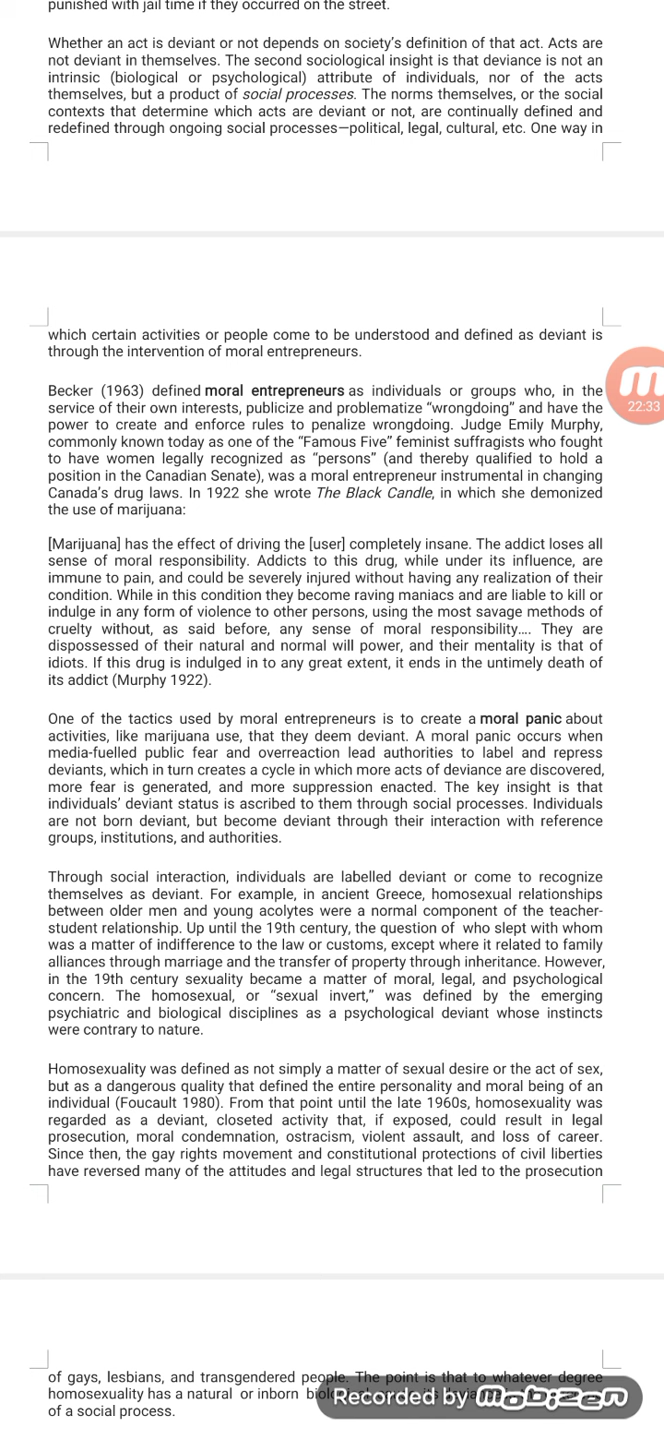 punished with jail time if they occurred on the street.
Whether an act is deviant or not depends on society's definition of that act. Acts are
not deviant in themselves. The second sociological insight is that deviance is not an
intrinsic (biological or psychological) attribute of individuals, nor of the acts
themselves, but a product of social processes. The norms themselves, or the social
contexts that determine which acts are deviant or not, are continually defined and
redefined through ongoing social processes—political, legal, cultural, etc. One way in
which certain activities or people come to be understood and defined as deviant is
through the intervention of moral entrepreneurs.
Becker (1963) defined moral entrepreneurs as individuals or groups who, in the
service of their own interests, publicize and problematize “wrongdoing” and have the
power to create and enforce rules to penalize wrongdoing. Judge Emily Murphy,
commonly known today as one of the “Famous Five” feminist suffragists who fought
to have women legally recognized as “persons” (and thereby qualified to hold a
position in the Canadian Senate), was a moral entrepreneur instrumental in changing
Canada's drug laws. In 1922 she wrote The Black Candle, in which she demonized
the use of marijuana:
22:33
[Marijuana] has the effect of driving the [user] completely insane. The addict loses all
sense of moral responsibility. Addicts to this drug, while under its influence, are
immune to pain, and could be severely injured without having any realization of their
condition. While in this condition they become raving maniacs and are liable to kill or
indulge in any form of violence to other persons, using the most savage methods of
cruelty without, as said before, any sense of moral responsibility…. They are
dispossessed of their natural and normal will power, and their mentality is that of
idiots. If this drug is indulged in to any great extent, it ends in the untimely death of
its addict (Murphy 1922).
One of the tactics used by moral entrepreneurs is to create a moral panic about
activities, like marijuana use, that they deem deviant. A moral panic occurs when
media-fuelled public fear and overreaction lead authorities to label and repress
deviants, which in turn creates a cycle in which more acts of deviance are discovered,
more fear is generated, and more suppression enacted. The key insight is that
individuals' deviant status is ascribed to them through social processes. Individuals
are not born deviant, but become deviant through their interaction with reference
groups, institutions, and authorities.
Through social interaction, individuals are labelled deviant or come to recognize
themselves as deviant. For example, in ancient Greece, homosexual relationships
between older men and young acolytes were a normal component of the teacher-
student relationship. Up until the 19th century, the question of who slept with whom
was a matter of indifference to the law or customs, except where it related to family
alliances through marriage and the transfer of property through inheritance. However,
in the 19th century sexuality became a matter of moral, legal, and psychological
concern. The homosexual, or “sexual invert,” was defined by the emerging
psychiatric and biological disciplines as a psychological deviant whose instincts
were contrary to nature.
Homosexuality was defined as not simply a matter of sexual desire or the act of sex,
but as a dangerous quality that defined the entire personality and moral being of an
individual (Foucault 1980). From that point until the late 1960s, homosexuality was
regarded as a deviant, closeted activity that, if exposed, could result in legal
prosecution, moral condemnation, ostracism, violent assault, and loss of career.
Since then, the gay rights movement and constitutional protections of civil liberties
have reversed many of the attitudes and legal structures that led to the prosecution
of gays, lesbians, and transgendered people. The point is that to whatever degree
homosexuality has a natural or inborn
Recorded by mobizen
of a social process.